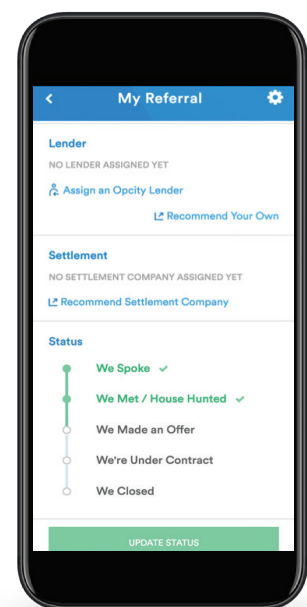 My Referral
Lender
NO LENDER ASSIGNED YET
Assign an Opcity Lender
Recommend Your Own
Settlement
NO SETTLEMENT COMPANY ASSIGNED YET
Recommend Settlement Company
Status
We Spoke
We Met / House Hunted
We Made an Offer
We're Under Contract
We Closed
UPDATE STATUS